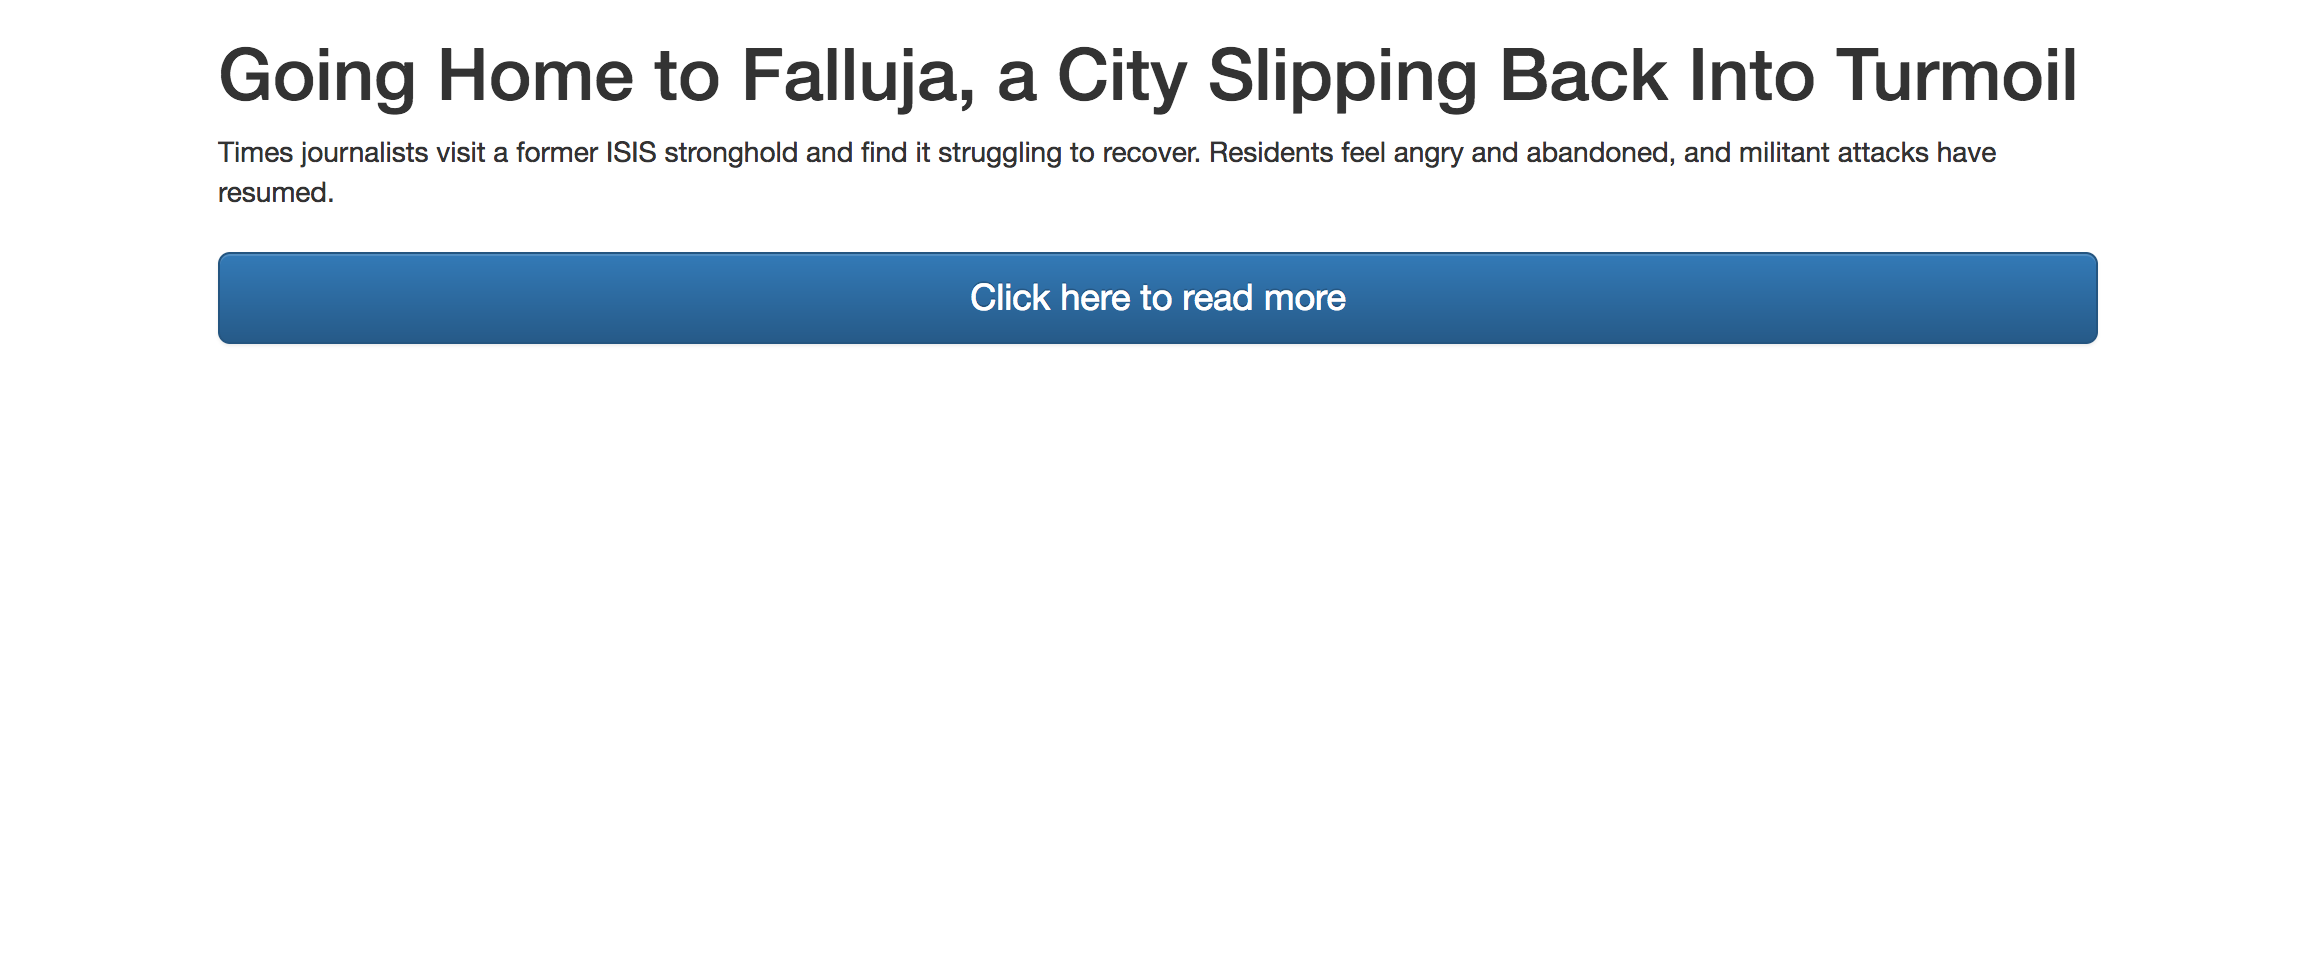 Going Home to Falluja, a City Slipping Back Into Turmoil
Times journalists visit a former ISIS stronghold and find it struggling to recover. Residents feel angry and abandoned, and militant attacks have
resumed.
Click here to read more